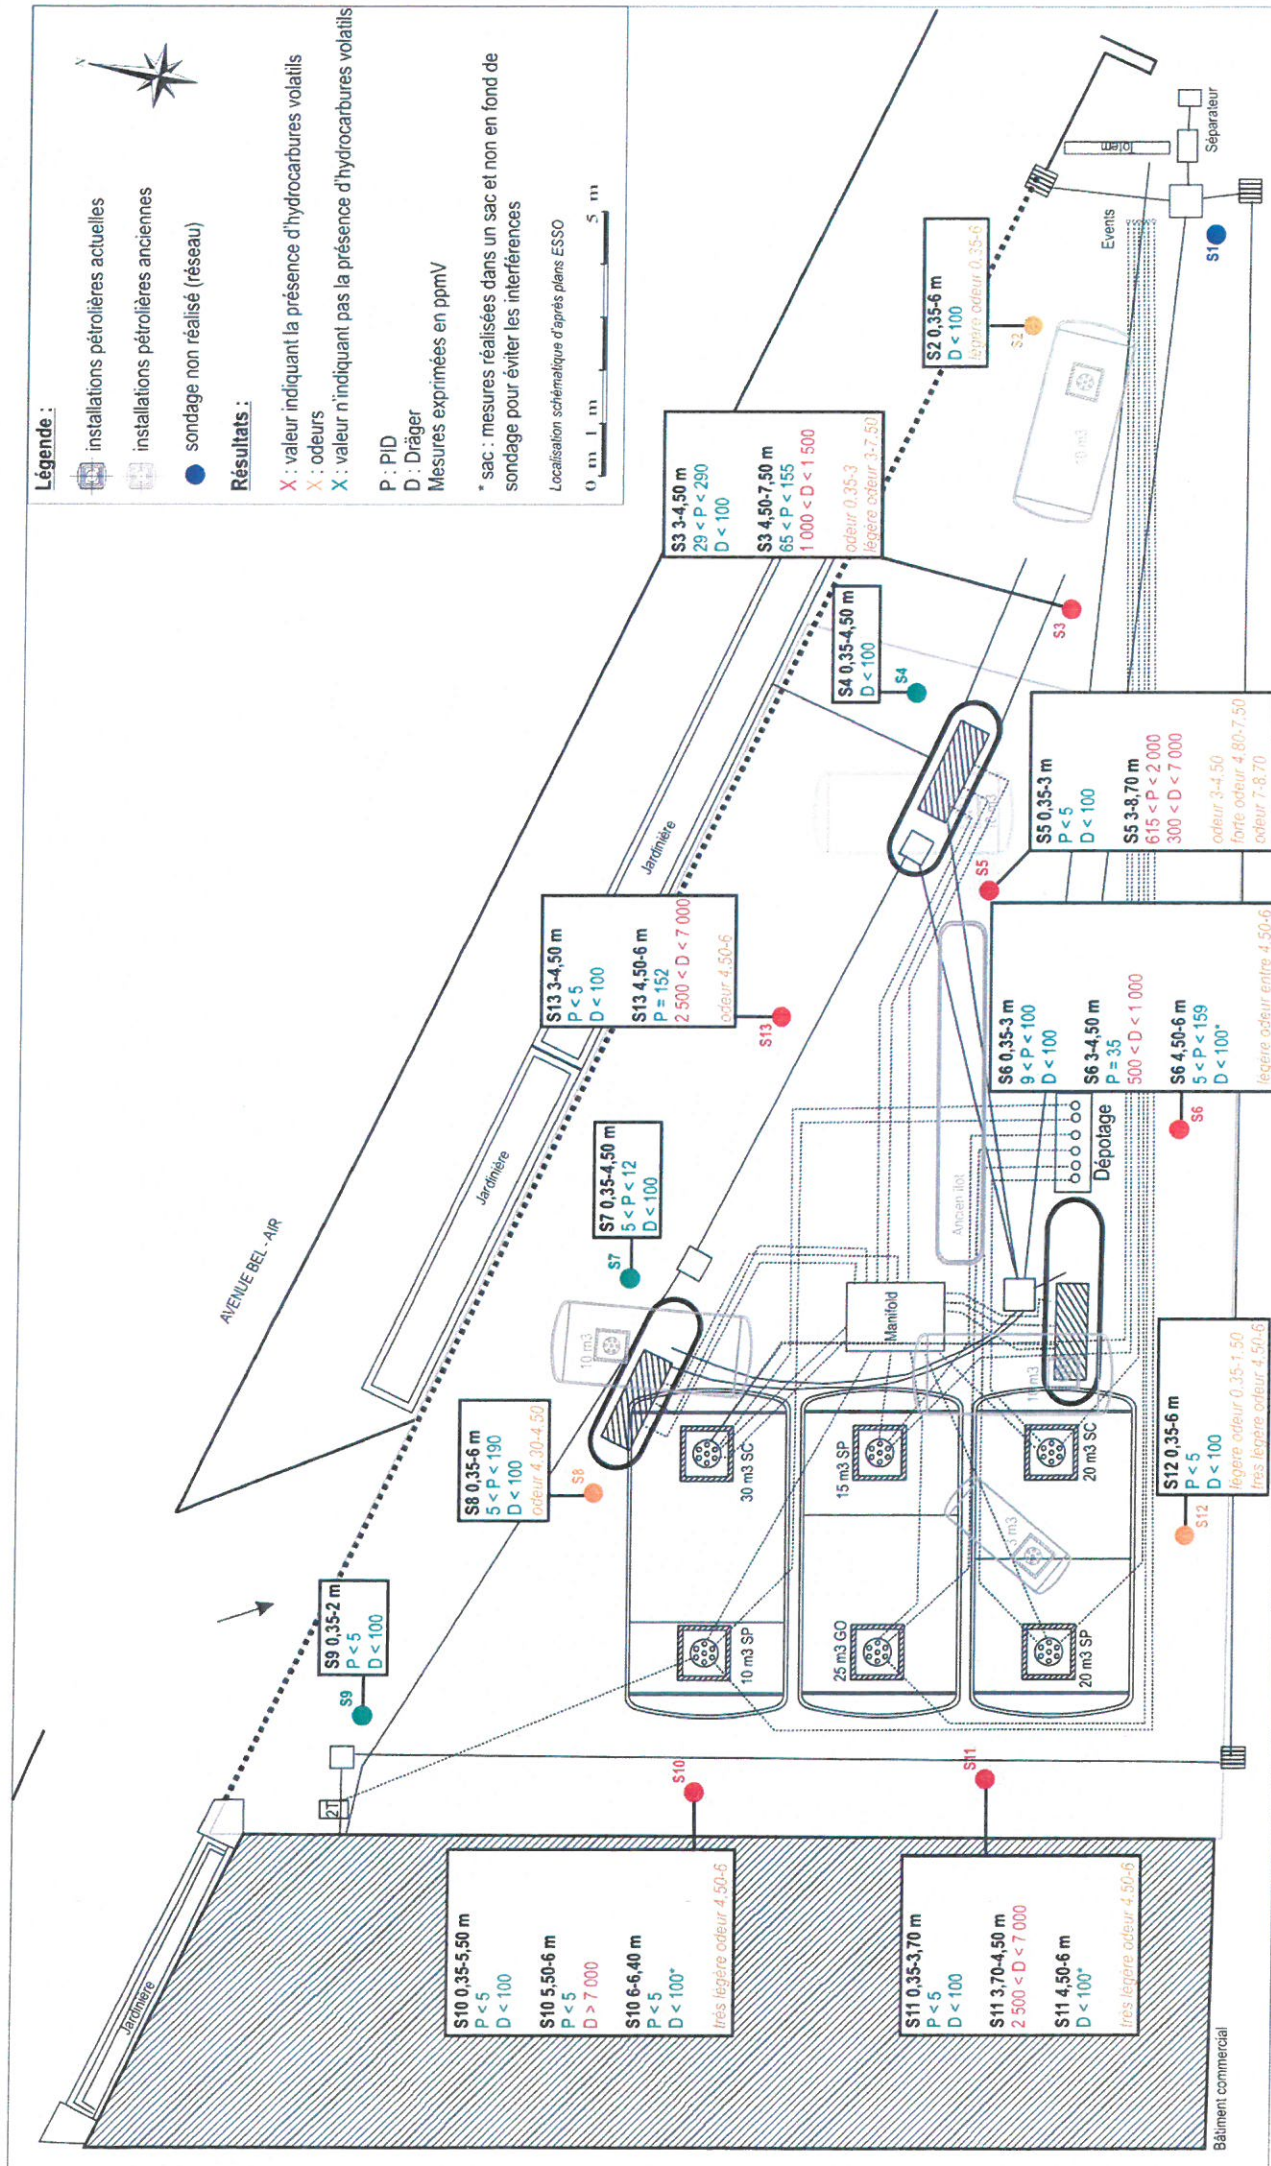 Légende :
N
installations pétrolières actuelles
installations pétrolières anciennes
sondage non réalisé (réseau)
Résultats :
X : valeur indiquant la présence d'hydrocarbures volatils
X : odeurs
X : valeur n'indiquant pas la présence d'hydrocarbures volatils
P : PID
D : Dräger
Mesures exprimées en ppmV
* sac : mesures réalisées dans un sac et non en fond de
sondage pour éviter les interférences
Localisation schématique d'après plans ESSO
0 m 1 m 5 m
AVENUE BEL - AIR
Jardinière
Jardinière
Jardinière
S9 0,35-2 m
P < 5
D < 100
S9
2T
S8 0,35-6 m
5 < P < 190
D < 100
odeur 4.30-4.50
S8
S7 0,35-4,50 m
5 < P < 12
D < 100
S7
S13 3-4,50 m
P < 5
D < 100
S13 4,50-6 m
P = 152
2 500 < D < 7 000
odeur 4.50-6
S13
S4 0,35-4,50 m
D < 100
S4
S3 3-4,50 m
29 < P < 290
D < 100
S3 4,50-7,50 m
65 < P < 155
1 000 < D < 1 500
odeur 0.35-3
légère odeur 3-7.50
S3
S2 0,35-6 m
D < 100
légère odeur 0.35-6
S2
10 m3
Totem
Séparateur
Events
S1
S5 0,35-3 m
P < 5
D < 100
S5 3-8,70 m
615 < P < 2 000
300 < D < 7 000
odeur 3-4.50
forte odeur 4.80-7.50
odeur 7-8.70
S5
S6 0,35-3 m
9 < P < 100
D < 100
S6 3-4,50 m
P = 35
500 < D < 1 000
S6 4,50-6 m
5 < P < 159
D < 100*
légère odeur entre 4.50-6
S6
Dépotage
Ancien îlot
Manifold
10 m3
30 m3 SC
10 m3 SP
15 m3 SP
25 m3 GO
20 m3 SC
20 m3 SP
3 m3
S12 0,35-6 m
P < 5
D < 100
légère odeur 0.35-1.50
très légère odeur 4.50-6
S12
S10 0,35-5,50 m
P < 5
D < 100
S10 5,50-6 m
P < 5
D > 7 000
S10 6-6,40 m
P < 5
D < 100*
très légère odeur 4.50-6
S10
S11 0,35-3,70 m
P < 5
D < 100
S11 3,70-4,50 m
2 500 < D < 7 000
S11 4,50-6 m
D < 100*
très légère odeur 4.50-6
S11
Bâtiment commercial